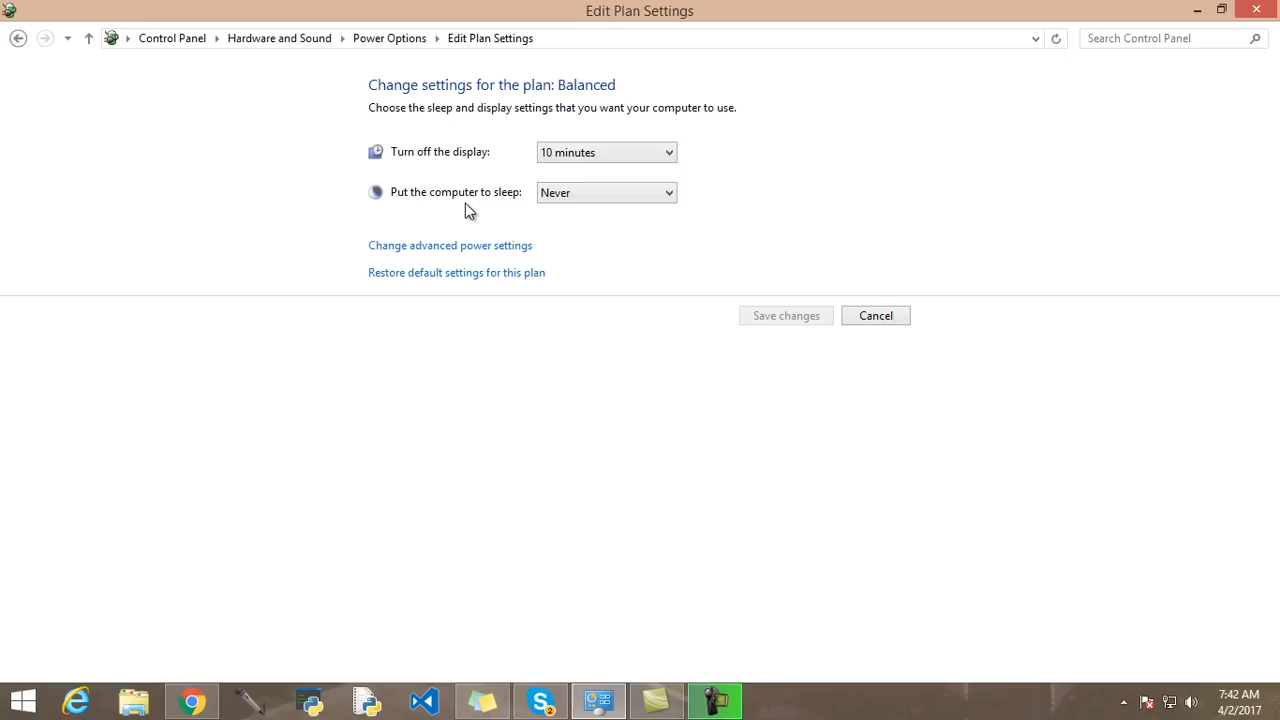 Edit Plan Settings
Control Panel
Hardware and Sound
Power Options
Edit Plan Settings
Search Control Panel
Change settings for the plan: Balanced
Choose the sleep and display settings that you want your computer to use.
Turn off the display:
10 minutes
Put the computer to sleep:
Never
Change advanced power settings
Restore default settings for this plan
Save changes
Cancel
2
7:42 AM
4/2/2017